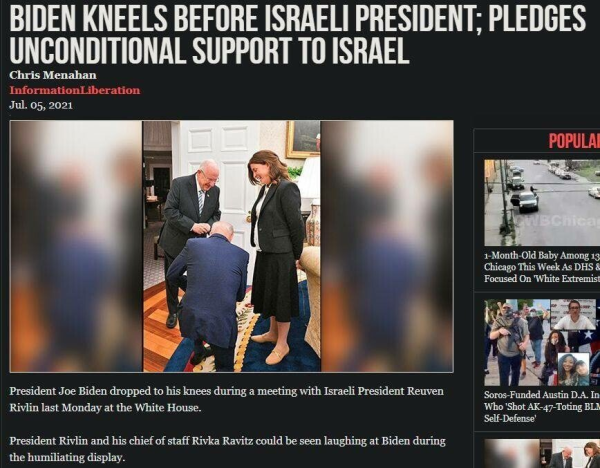 BIDEN KNEELS BEFORE ISRAELI PRESIDENT; PLEDGES
UNCONDITIONAL SUPPORT TO ISRAEL
Chris Menahan
InformationLiberation
Jul. 05, 2021
POPULA
WBBChica
1-Month-Old Baby Among 13
Chicago This Week As DHS &
Focused On 'White Extremist
Soros-Funded Austin D.A. In
Who 'Shot AK-47-Toting BLM
Self-Defense'
President Joe Biden dropped to his knees during a meeting with Israeli President Reuven
Rivlin last Monday at the White House.
President Rivlin and his chief of staff Rivka Ravitz could be seen laughing at Biden during
the humiliating display.